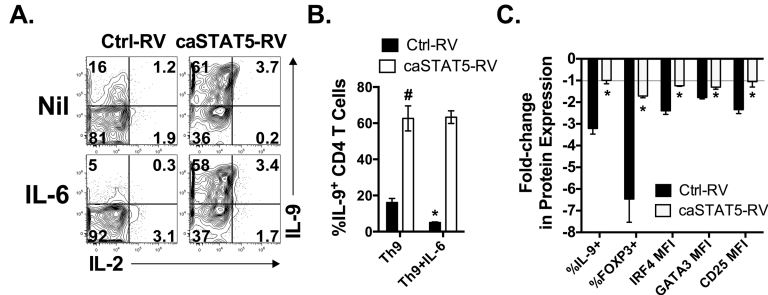 A.
Ctrl-RV caSTAT5-RV
Nil
16 1.2
81 1.9
61 3.7
36 0.2
IL-6
5 0.3
92 3.1
58 3.4
37 1.7
IL-2
IL-9
B.
Ctrl-RV
caSTAT5-RV
%IL-9+ CD4 T Cells
80
60
40
20
0
#
*
Th9
Th9+IL-6
C.
Fold-change
in Protein Expression
0
-1
-2
-3
-4
-5
-6
-7
-8
* * * * *
Ctrl-RV
caSTAT5-RV
%IL-9+
%FOXP3+
IRF4 MFI
GATA3 MFI
CD25 MFI